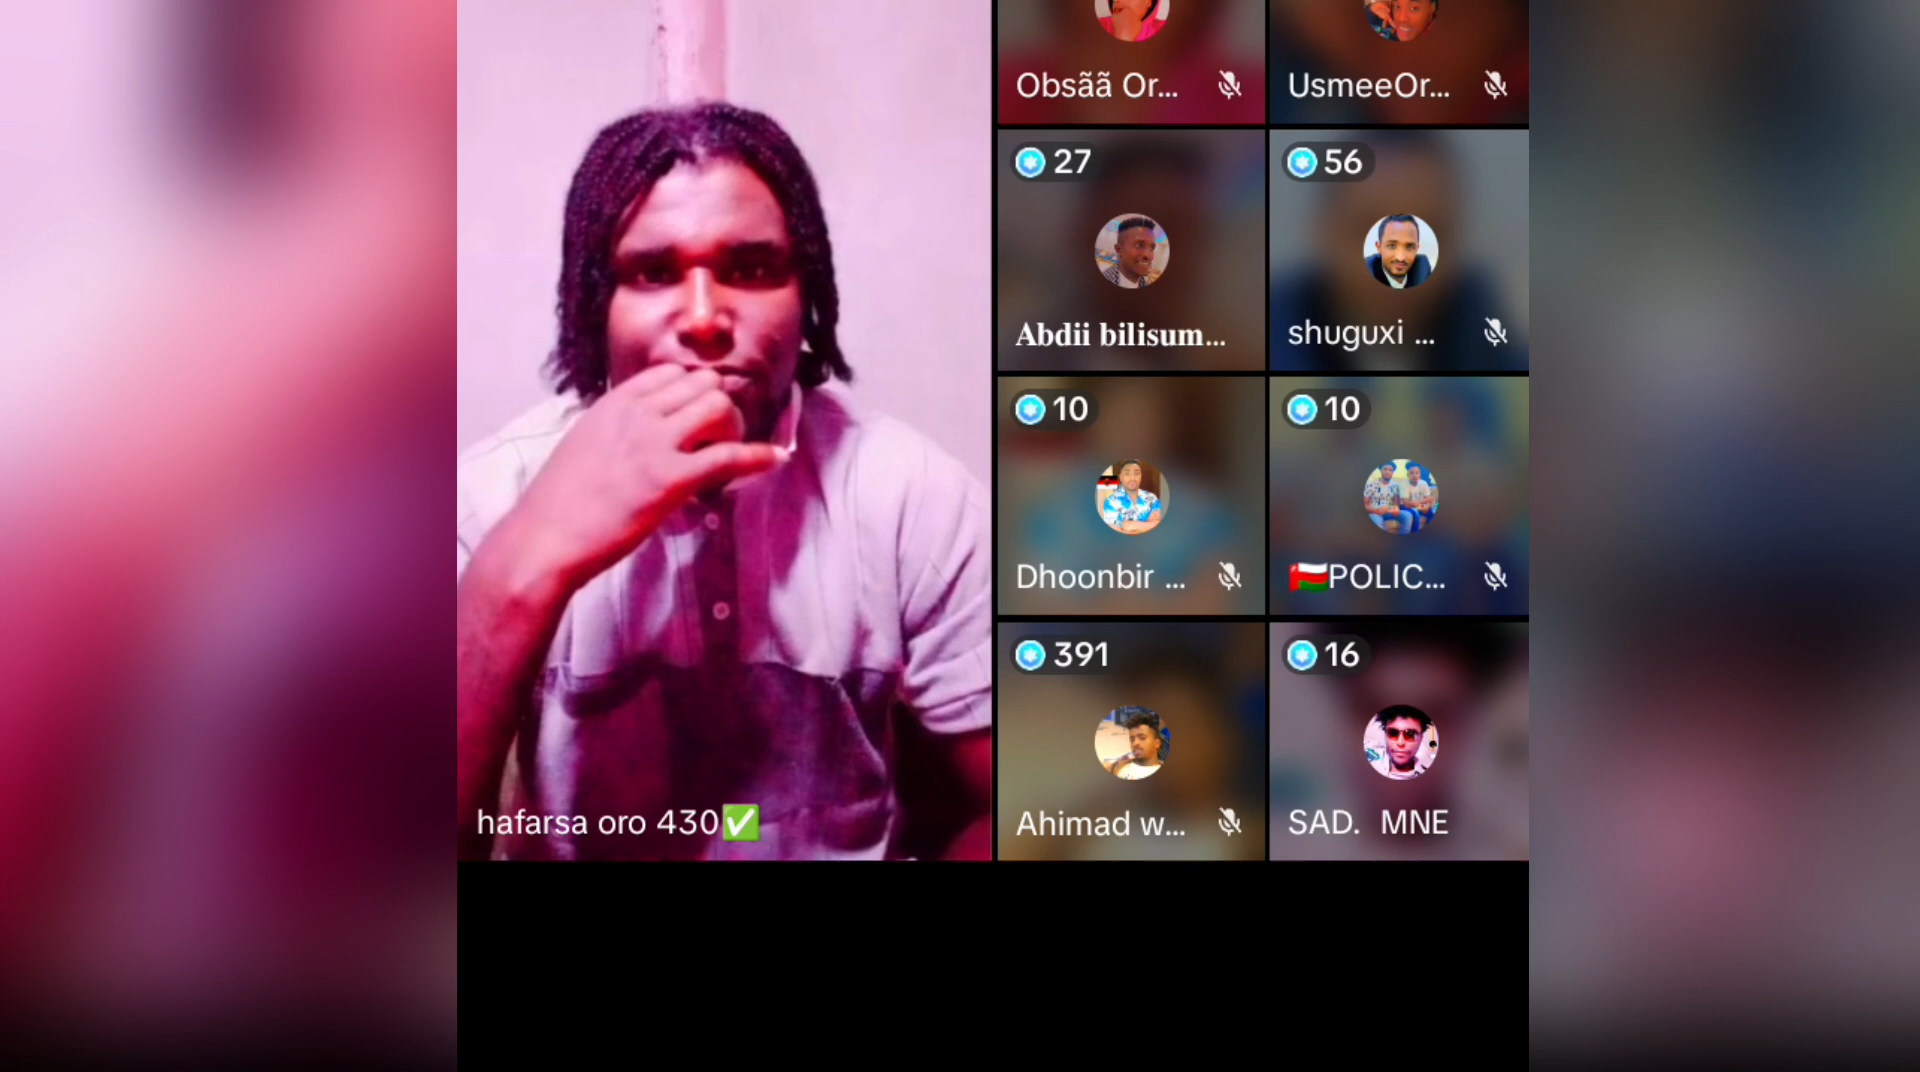 Obsãã Or...
UsmeeOr...
27
56
Abdii bilisum...
shuguxi ...
10
10
Dhoonbir ...
POLIC...
391
16
Ahimad w...
SAD. MNE
hafarsa oro 430✅